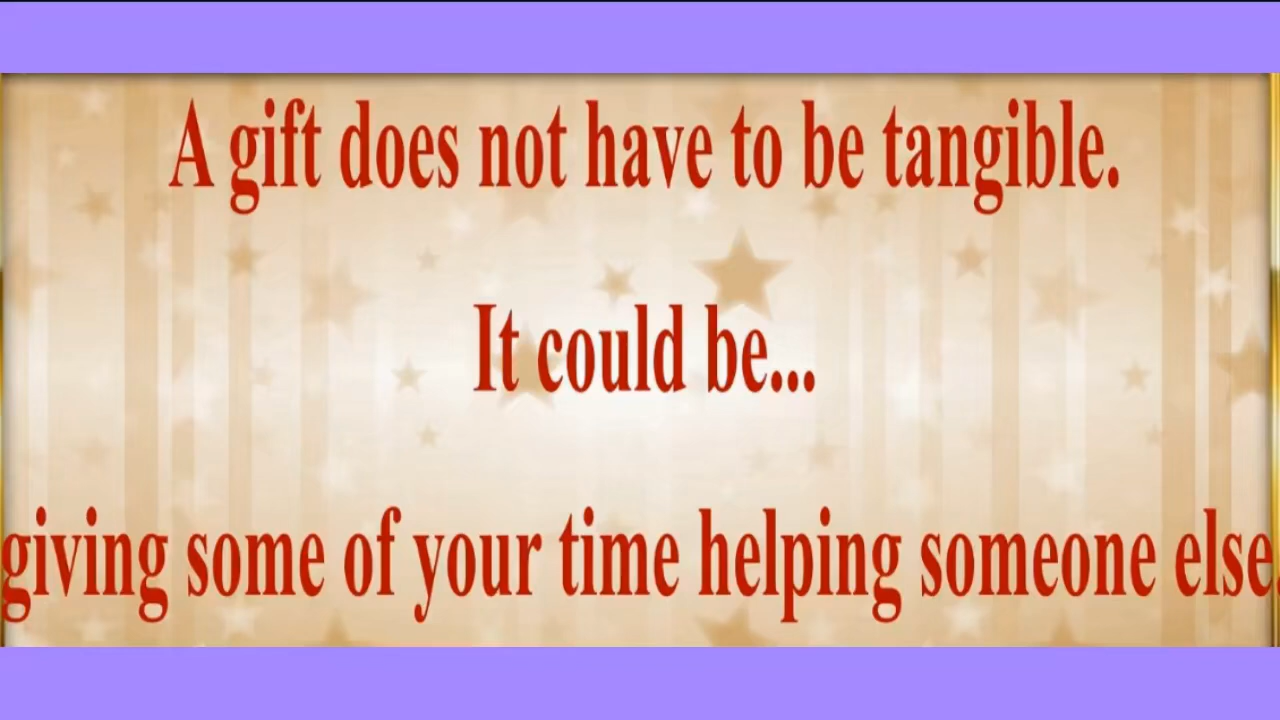 A gift does not have to be tangible.
It could be...
giving some of your time helping someone else.